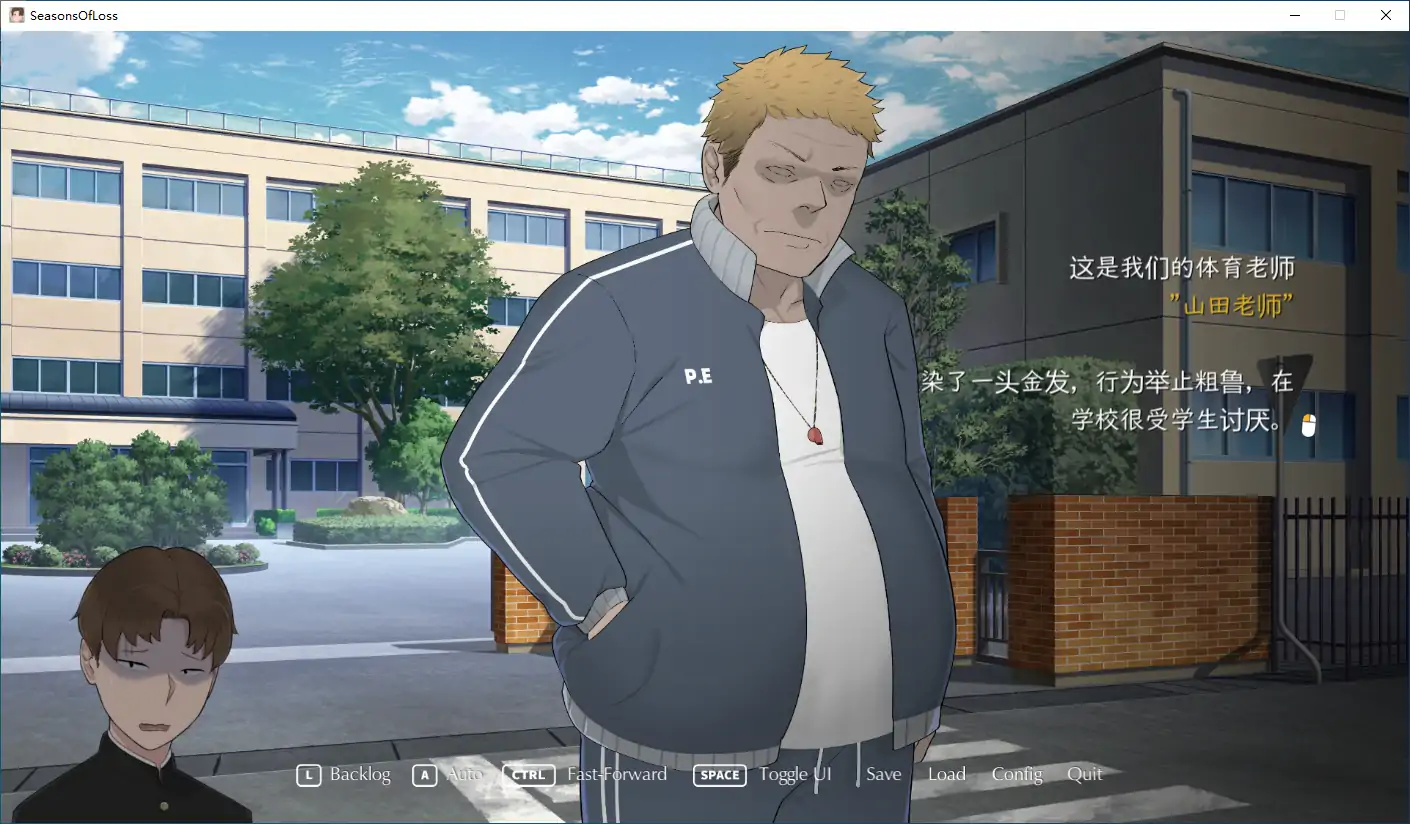 SeasonsOfLoss
这是我们的体育老师
”山田老师”
P.E
染了一头金发，行为举止粗鲁，在
学校很受学生讨厌。
L Backlog A Auto CTRL Fast-Forward SPACE Toggle UI Save Load Config Quit